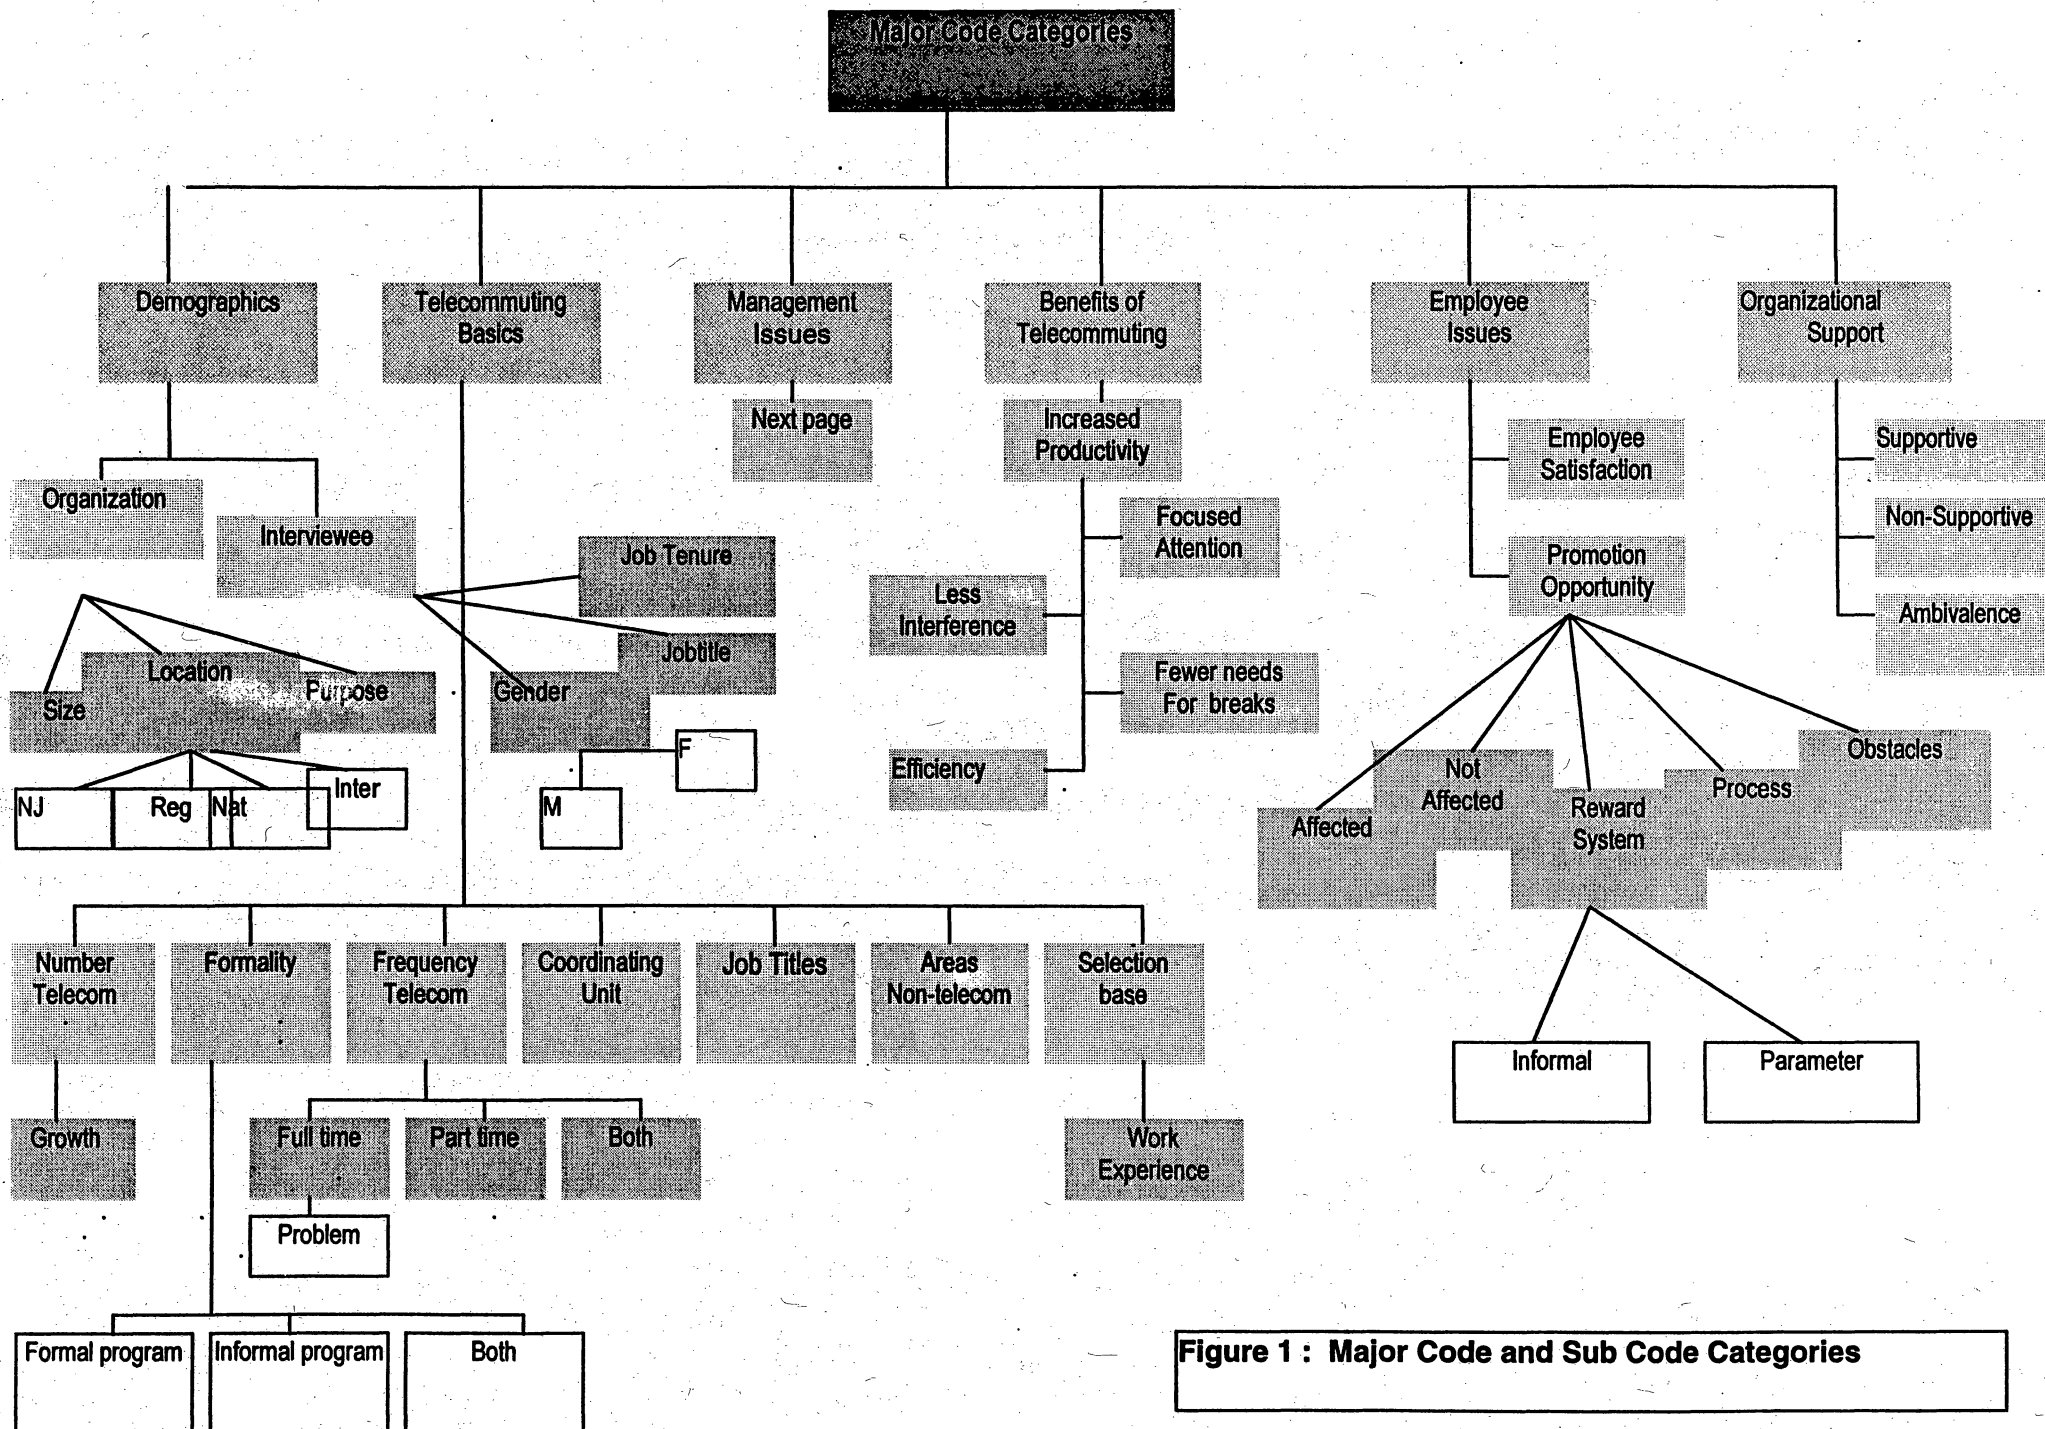 Major Code Categories
Demographics
Telecommuting
Basics
Management
Issues
Benefits of
Telecommuting
Employee
Issues
Organizational
Support
Next page
Increased
Productivity
Employee
Satisfaction
Supportive
Organization
Interviewee
Focused
Attention
Non-Supportive
Job Tenure
Promotion
Opportunity
Less
Interference
Ambivalence
Jobtitle
Location
Purpose
Size
Gender
Fewer needs
For breaks
F
Efficiency
Obstacles
Not
Affected
Process
Inter
NJ
Reg
Nat
M
Affected
Reward
System
Number
Telecom
Formality
Frequency
Telecom
Coordinating
Unit
Job Titles
Areas
Non-telecom
Selection
base
Informal
Parameter
Growth
Full time
Part time
Both
Work
Experience
Problem
Formal program
Informal program
Both
Figure 1 : Major Code and Sub Code Categories